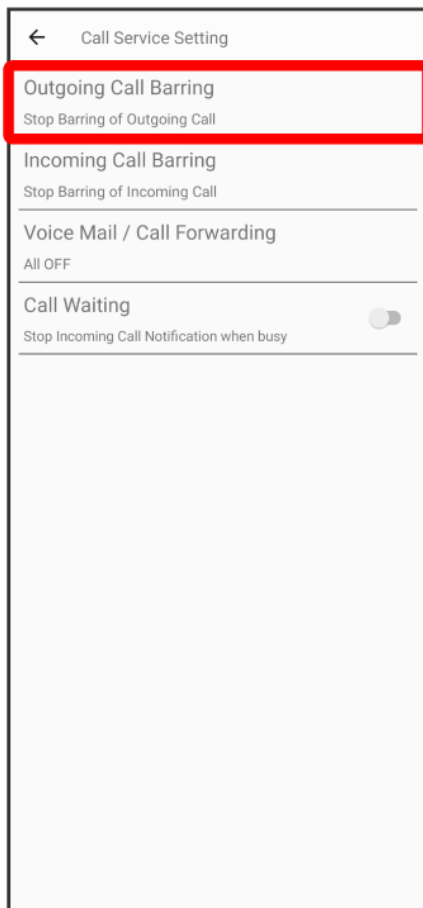 Call Service Setting
Outgoing Call Barring
Stop Barring of Outgoing Call
Incoming Call Barring
Stop Barring of Incoming Call
Voice Mail / Call Forwarding
All OFF
Call Waiting
Stop Incoming Call Notification when busy